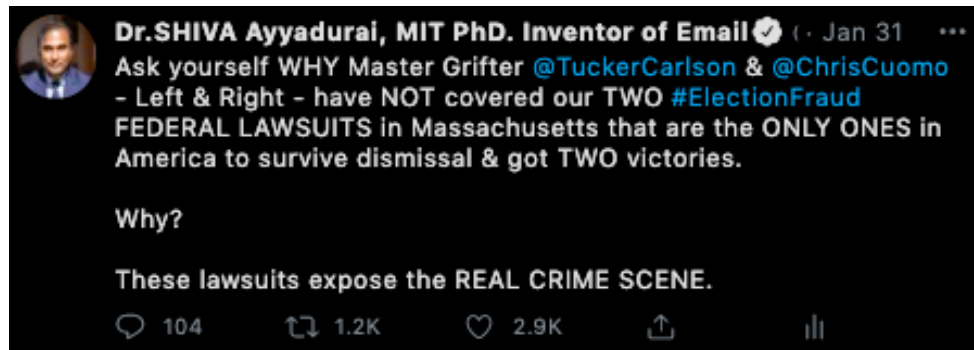 Dr.SHIVA Ayyadurai, MIT PhD. Inventor of Email ( · Jan 31 ···
Ask yourself WHY Master Grifter @TuckerCarlson & @ChrisCuomo
- Left & Right - have NOT covered our TWO #ElectionFraud
FEDERAL LAWSUITS in Massachusetts that are the ONLY ONES in
America to survive dismissal & got TWO victories.
Why?
These lawsuits expose the REAL CRIME SCENE.
104 1.2K 2.9K